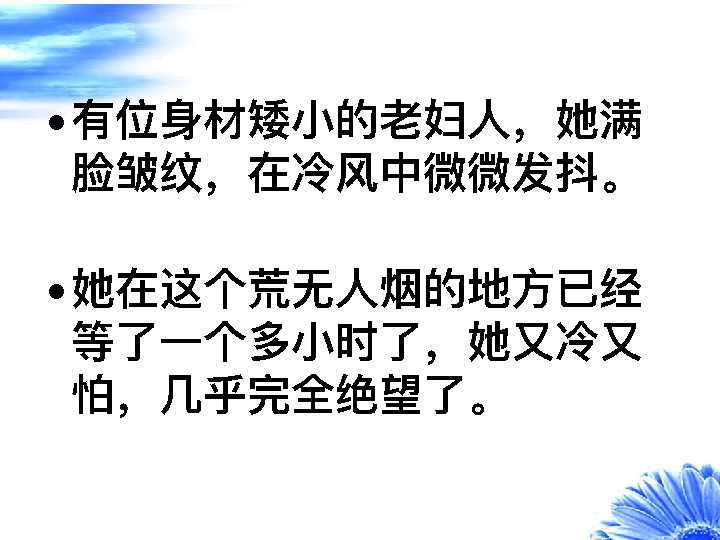 •有位身材矮小的老妇人，她满
脸皱纹，在冷风中微微发抖。
•她在这个荒无人烟的地方已经
等了一个多小时了，她又冷又
怕，几乎完全绝望了。